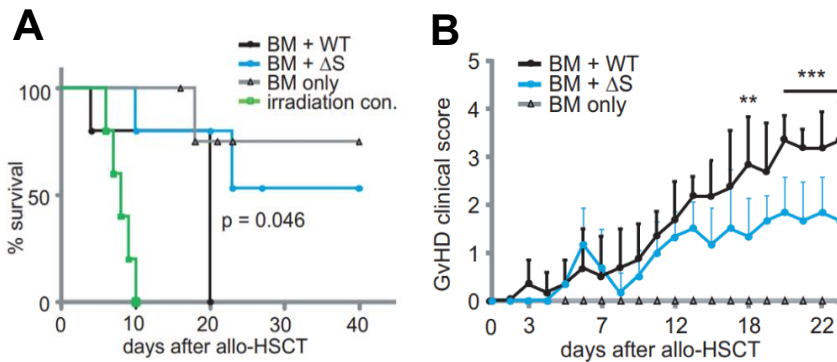 A
BM + WT
BM + ΔS
BM only
irradiation con.
100
50
0
% survival
p = 0.046
0 10 20 30 40
days after allo-HSCT
B
BM + WT
BM + ΔS
BM only
5
4
3
2
1
0
GvHD clinical score
**
***
0 3 7 12 18 22
days after allo-HSCT